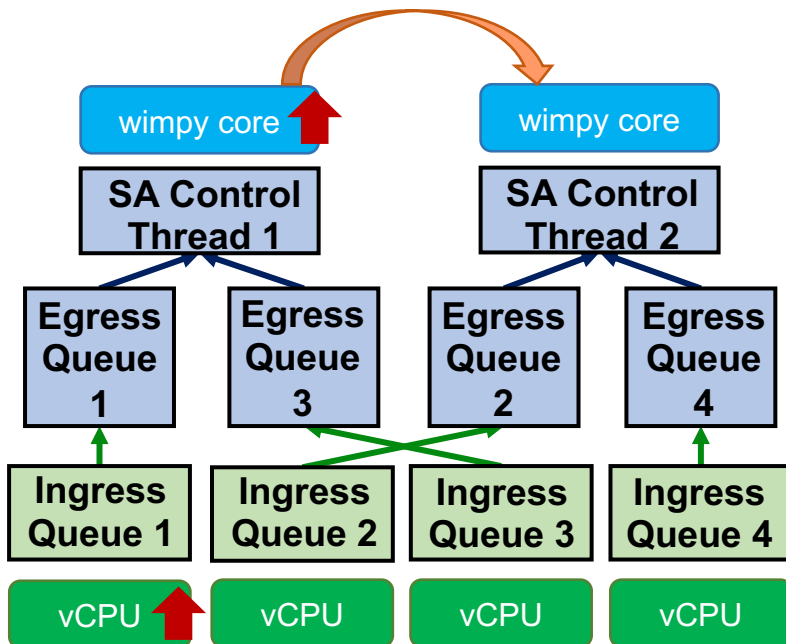 wimpy core
wimpy core
SA Control
Thread 1
SA Control
Thread 2
Egress
Queue
1
Egress
Queue
3
Egress
Queue
2
Egress
Queue
4
Ingress
Queue 1
Ingress
Queue 2
Ingress
Queue 3
Ingress
Queue 4
vCPU
vCPU
vCPU
vCPU